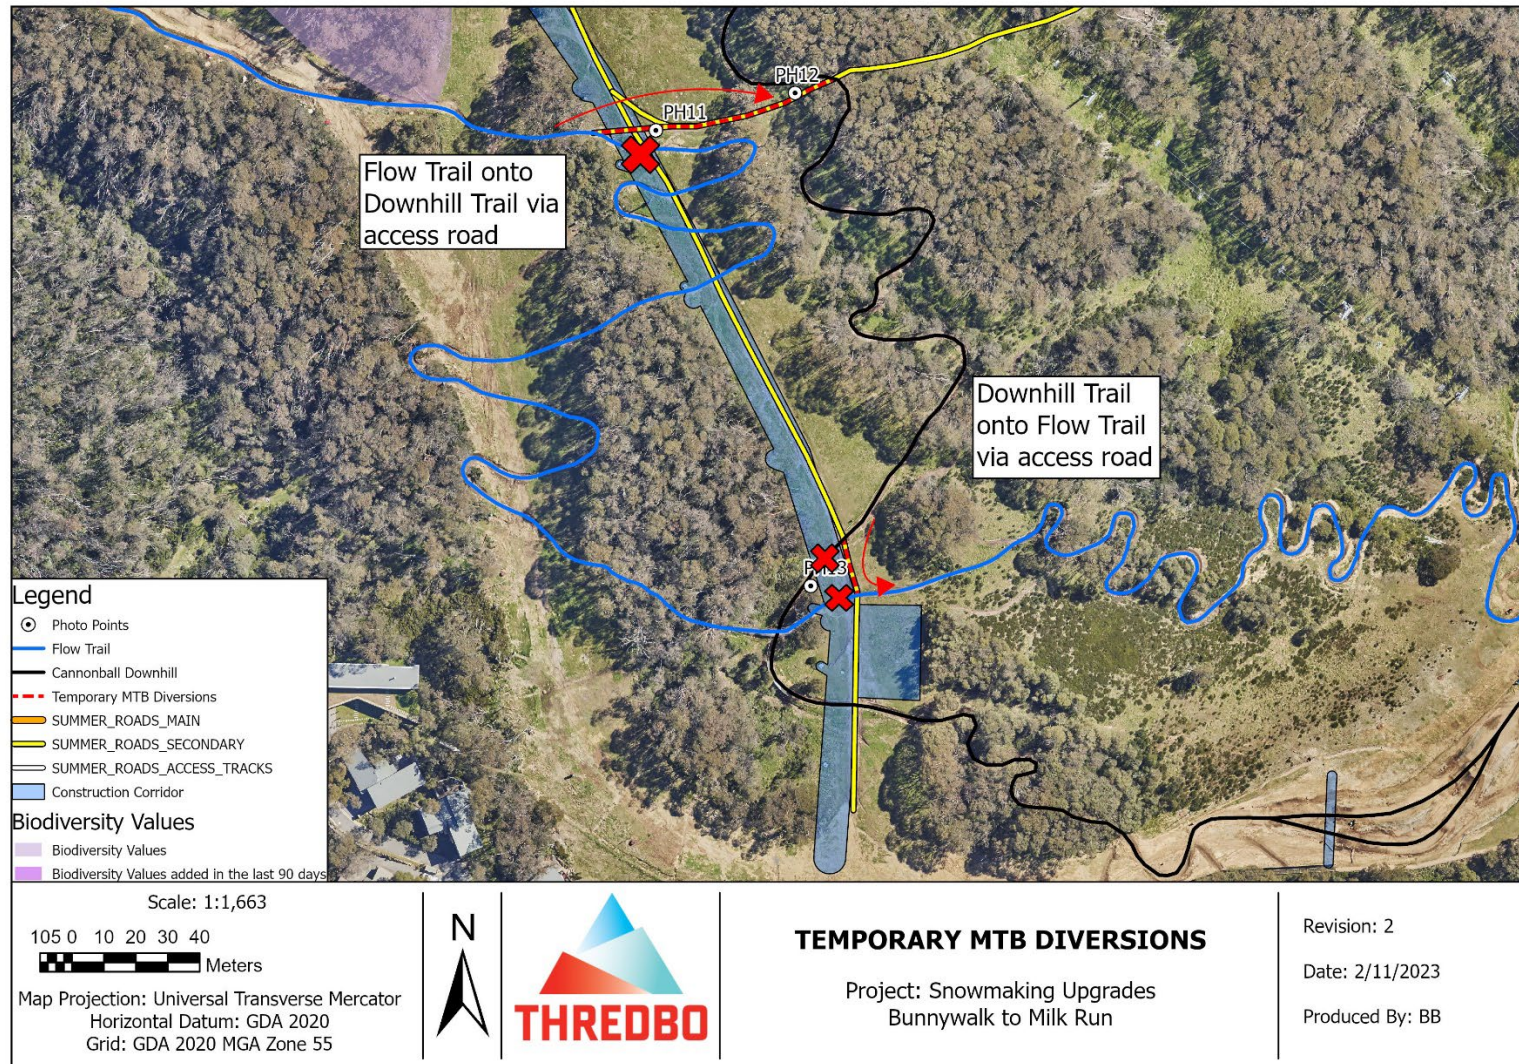 PH12
PH11
Flow Trail onto
Downhill Trail via
access road
Downhill Trail
onto Flow Trail
via access road
PH13
Legend
Photo Points
Flow Trail
Cannonball Downhill
Temporary MTB Diversions
SUMMER_ROADS_MAIN
SUMMER_ROADS_SECONDARY
SUMMER_ROADS_ACCESS_TRACKS
Construction Corridor
Biodiversity Values
Biodiversity Values
Biodiversity Values added in the last 90 days
Scale: 1:1,663
105 0 10 20 30 40
Meters
Map Projection: Universal Transverse Mercator
Horizontal Datum: GDA 2020
Grid: GDA 2020 MGA Zone 55
N
THREDBO
TEMPORARY MTB DIVERSIONS
Project: Snowmaking Upgrades
Bunnywalk to Milk Run
Revision: 2
Date: 2/11/2023
Produced By: BB